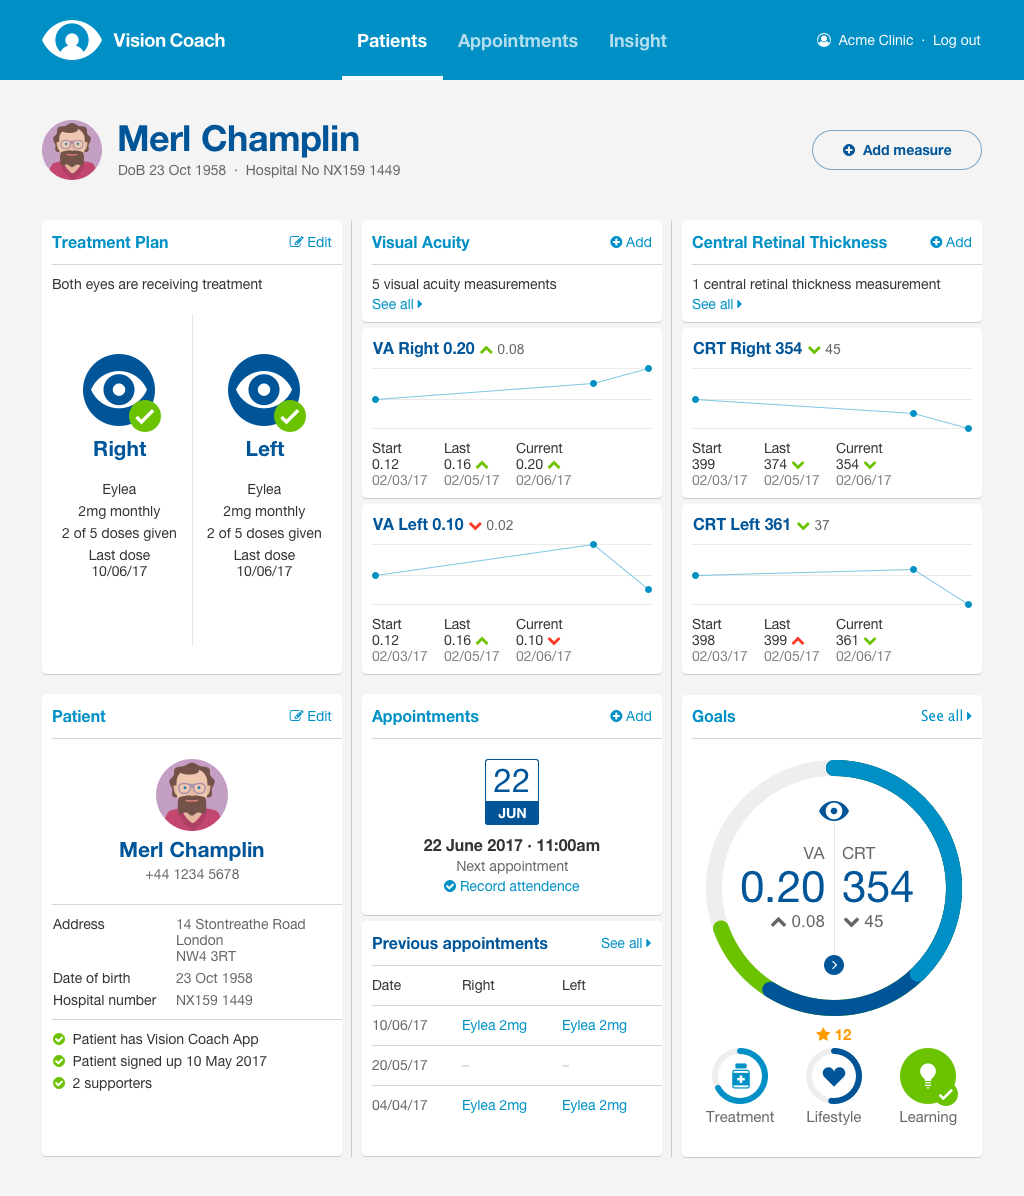 Vision Coach
Patients Appointments Insight
Acme Clinic · Log out
Merl Champlin
DoB 23 Oct 1958 · Hospital No NX159 1449
Add measure
Treatment Plan Edit
Both eyes are receiving treatment
Right
Eylea
2mg monthly
2 of 5 doses given
Last dose
10/06/17
Left
Eylea
2mg monthly
2 of 5 doses given
Last dose
10/06/17
Visual Acuity Add
5 visual acuity measurements
See all
VA Right 0.20 0.08
Start Last Current
0.12 0.16 0.20
02/03/17 02/05/17 02/06/17
VA Left 0.10 0.02
Start Last Current
0.12 0.16 0.10
02/03/17 02/05/17 02/06/17
Central Retinal Thickness Add
1 central retinal thickness measurement
See all
CRT Right 354 45
Start Last Current
399 374 354
02/03/17 02/05/17 02/06/17
CRT Left 361 37
Start Last Current
398 399 361
02/03/17 02/05/17 02/06/17
Patient Edit
Merl Champlin
+44 1234 5678
Address 14 Stontreathe Road
London
NW4 3RT
Date of birth 23 Oct 1958
Hospital number NX159 1449
Patient has Vision Coach App
Patient signed up 10 May 2017
2 supporters
Appointments Add
22
JUN
22 June 2017 · 11:00am
Next appointment
Record attendence
Previous appointments See all
Date Right Left
10/06/17 Eylea 2mg Eylea 2mg
20/05/17 – –
04/04/17 Eylea 2mg Eylea 2mg
Goals See all
VA CRT
0.20 354
0.08 45
12
Treatment Lifestyle Learning